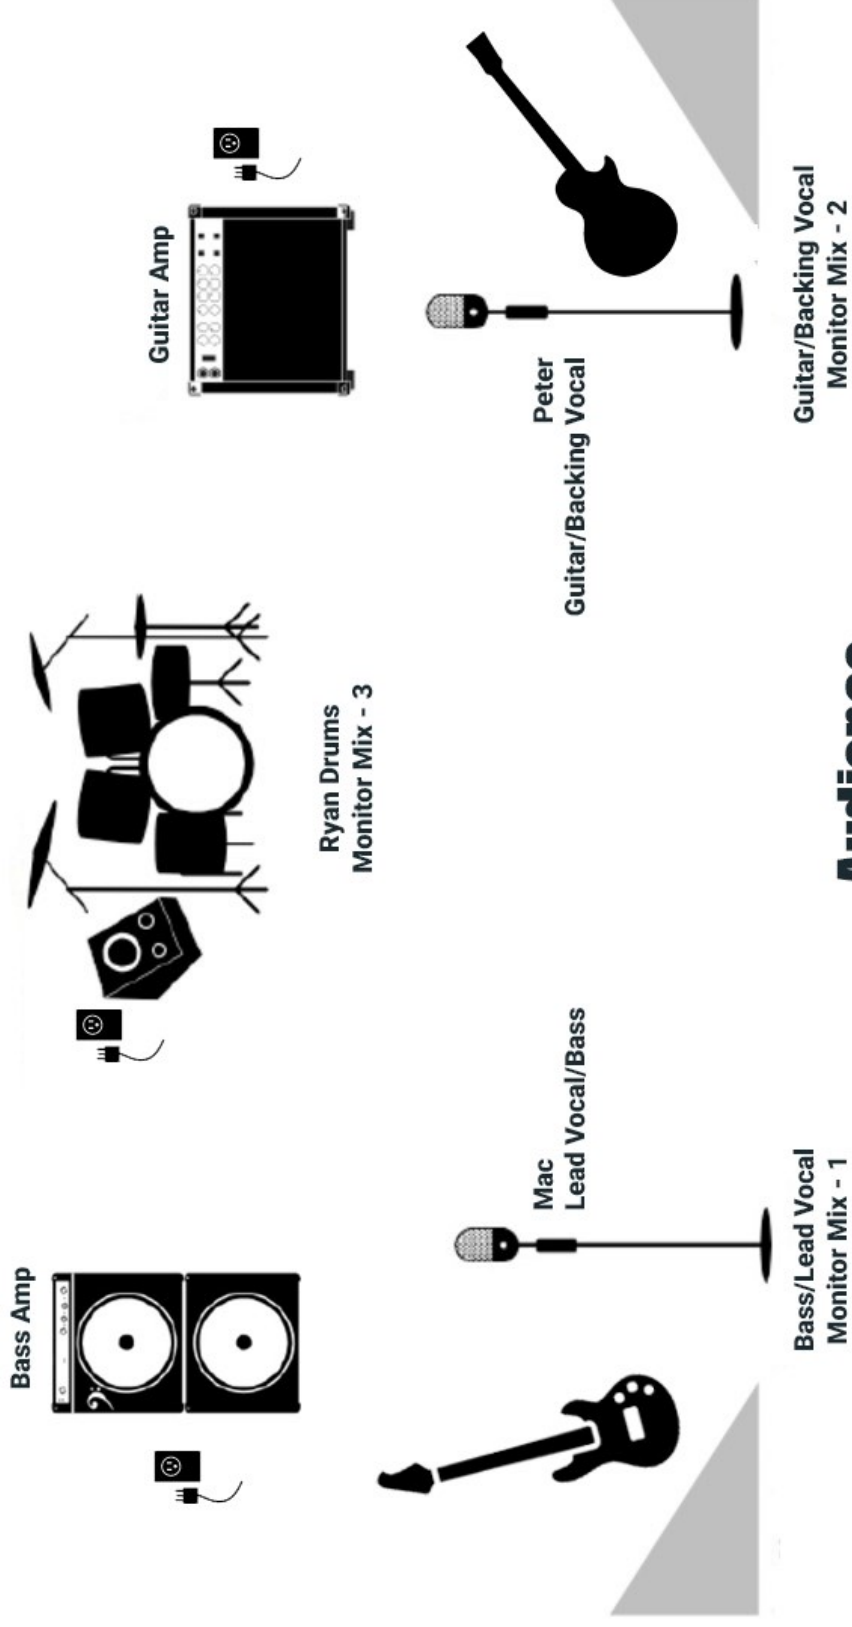 Bass Amp
Guitar Amp
Ryan Drums
Monitor Mix - 3
Mac
Lead Vocal/Bass
Peter
Guitar/Backing Vocal
Bass/Lead Vocal
Monitor Mix - 1
Guitar/Backing Vocal
Monitor Mix - 2
Audience